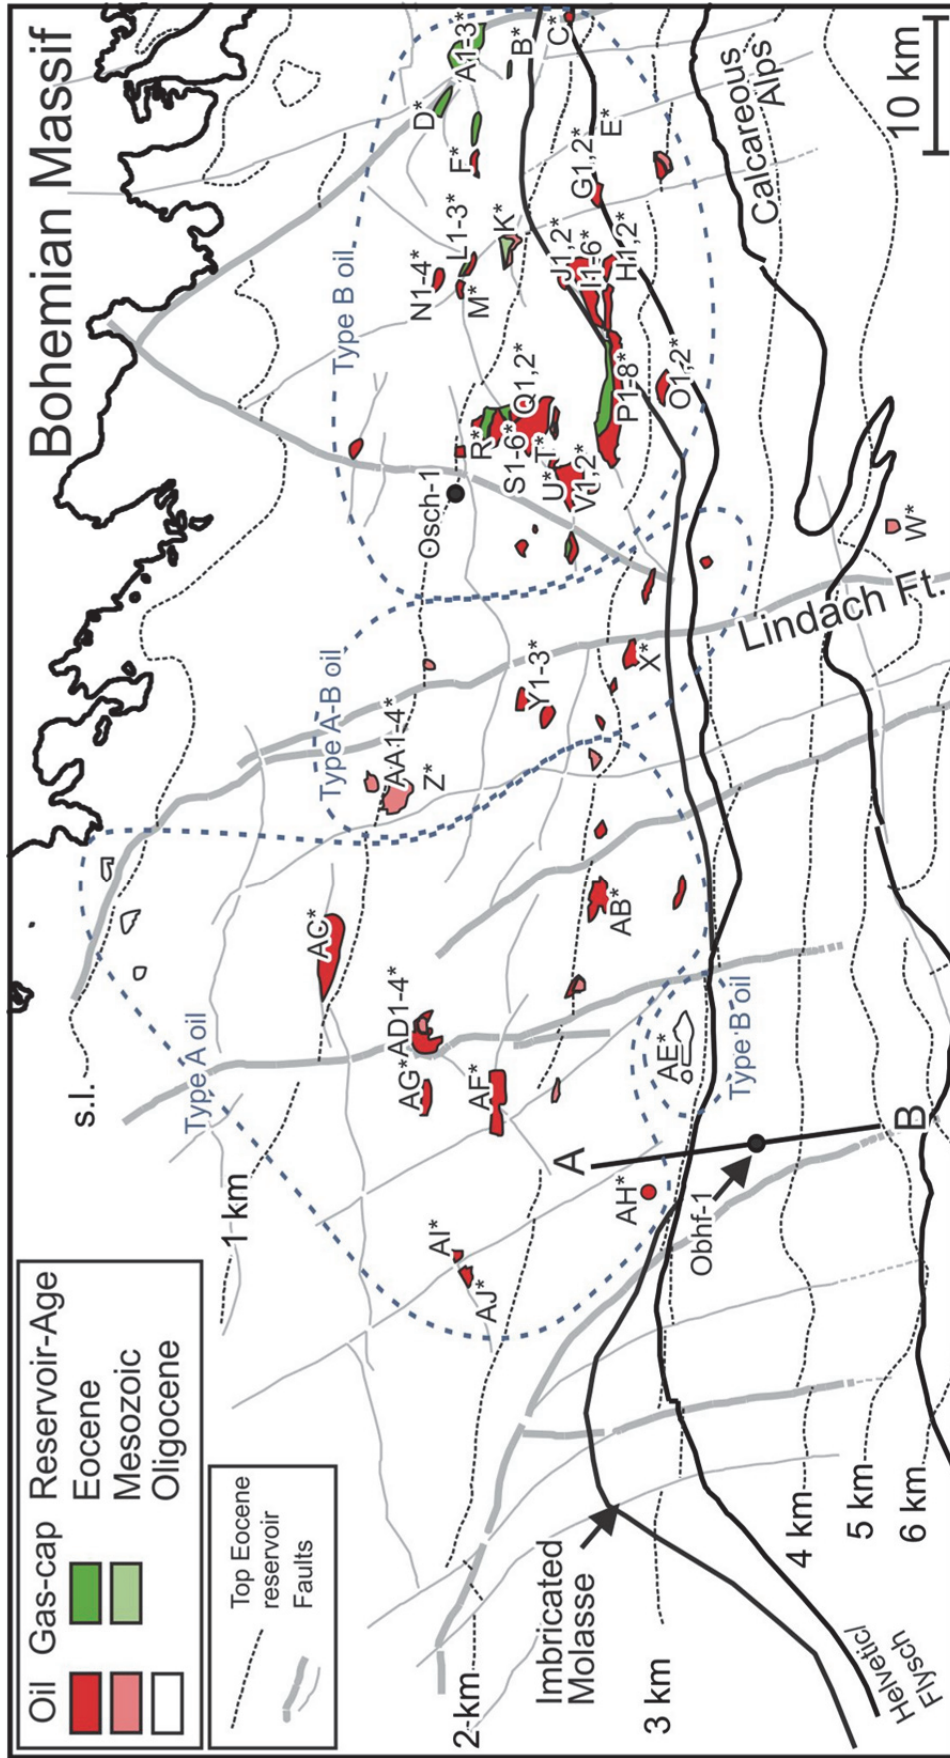 Oil Gas-cap Reservoir-Age
Eocene
Mesozoic
Oligocene
Top Eocene
reservoir
Faults
Bohemian Massif
s.l.
1 km
2 km
3 km
4 km
5 km
6 km
Type A oil
Type A-B oil
Type B oil
Type B oil
Imbricated
Molasse
Helvetic/
Flysch
Calcareous
Alps
Lindach Ft.
10 km
A
B
Obhf-1
Osch-1
A1-3*
B*
C*
D*
E*
F*
G1,2*
H1,2*
I1-6*
J1,2*
K*
L1-3*
M*
N1-4*
O1,2*
P1-8*
Q1,2*
R*
S1-6*
T*
U*
V1,2*
W*
X*
Y1-3*
Z*
AA1-4*
AB*
AC*
AD1-4*
AE*
AF*
AG*
AH*
AI*
AJ*